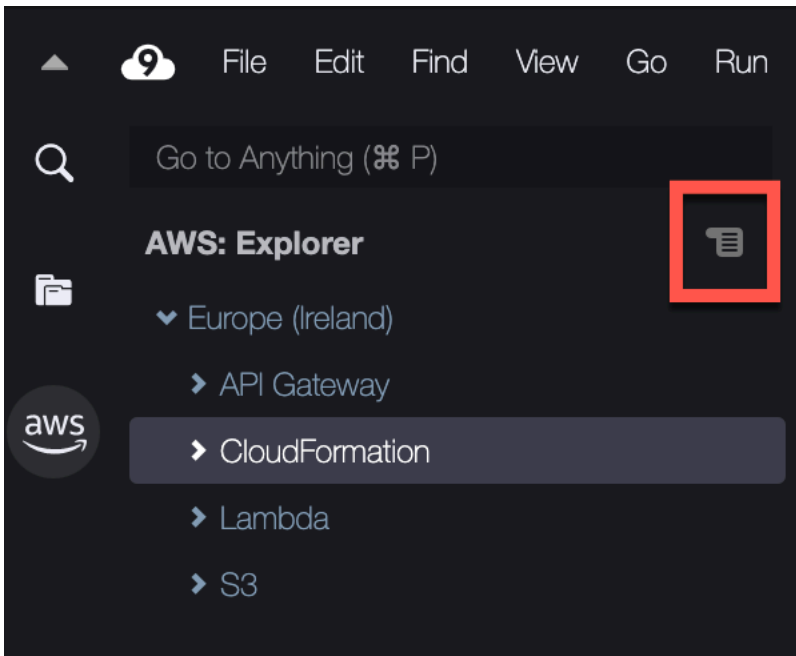 9 File Edit Find View Go Run
Go to Anything (⌘ P)
AWS: Explorer
Europe (Ireland)
API Gateway
aws
CloudFormation
Lambda
S3